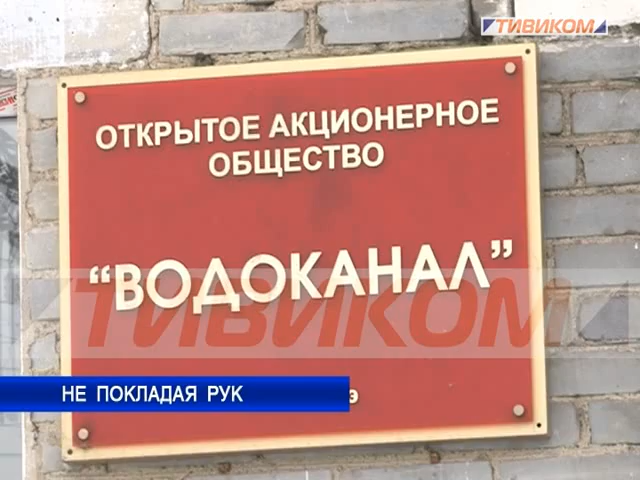 ТИВИКОМ
ОТКРЫТОЕ АКЦИОНЕРНОЕ
ОБЩЕСТВО
“ВОДОКАНАЛ”
ТИВИКОМ
НЕ ПОКЛАДАЯ РУК